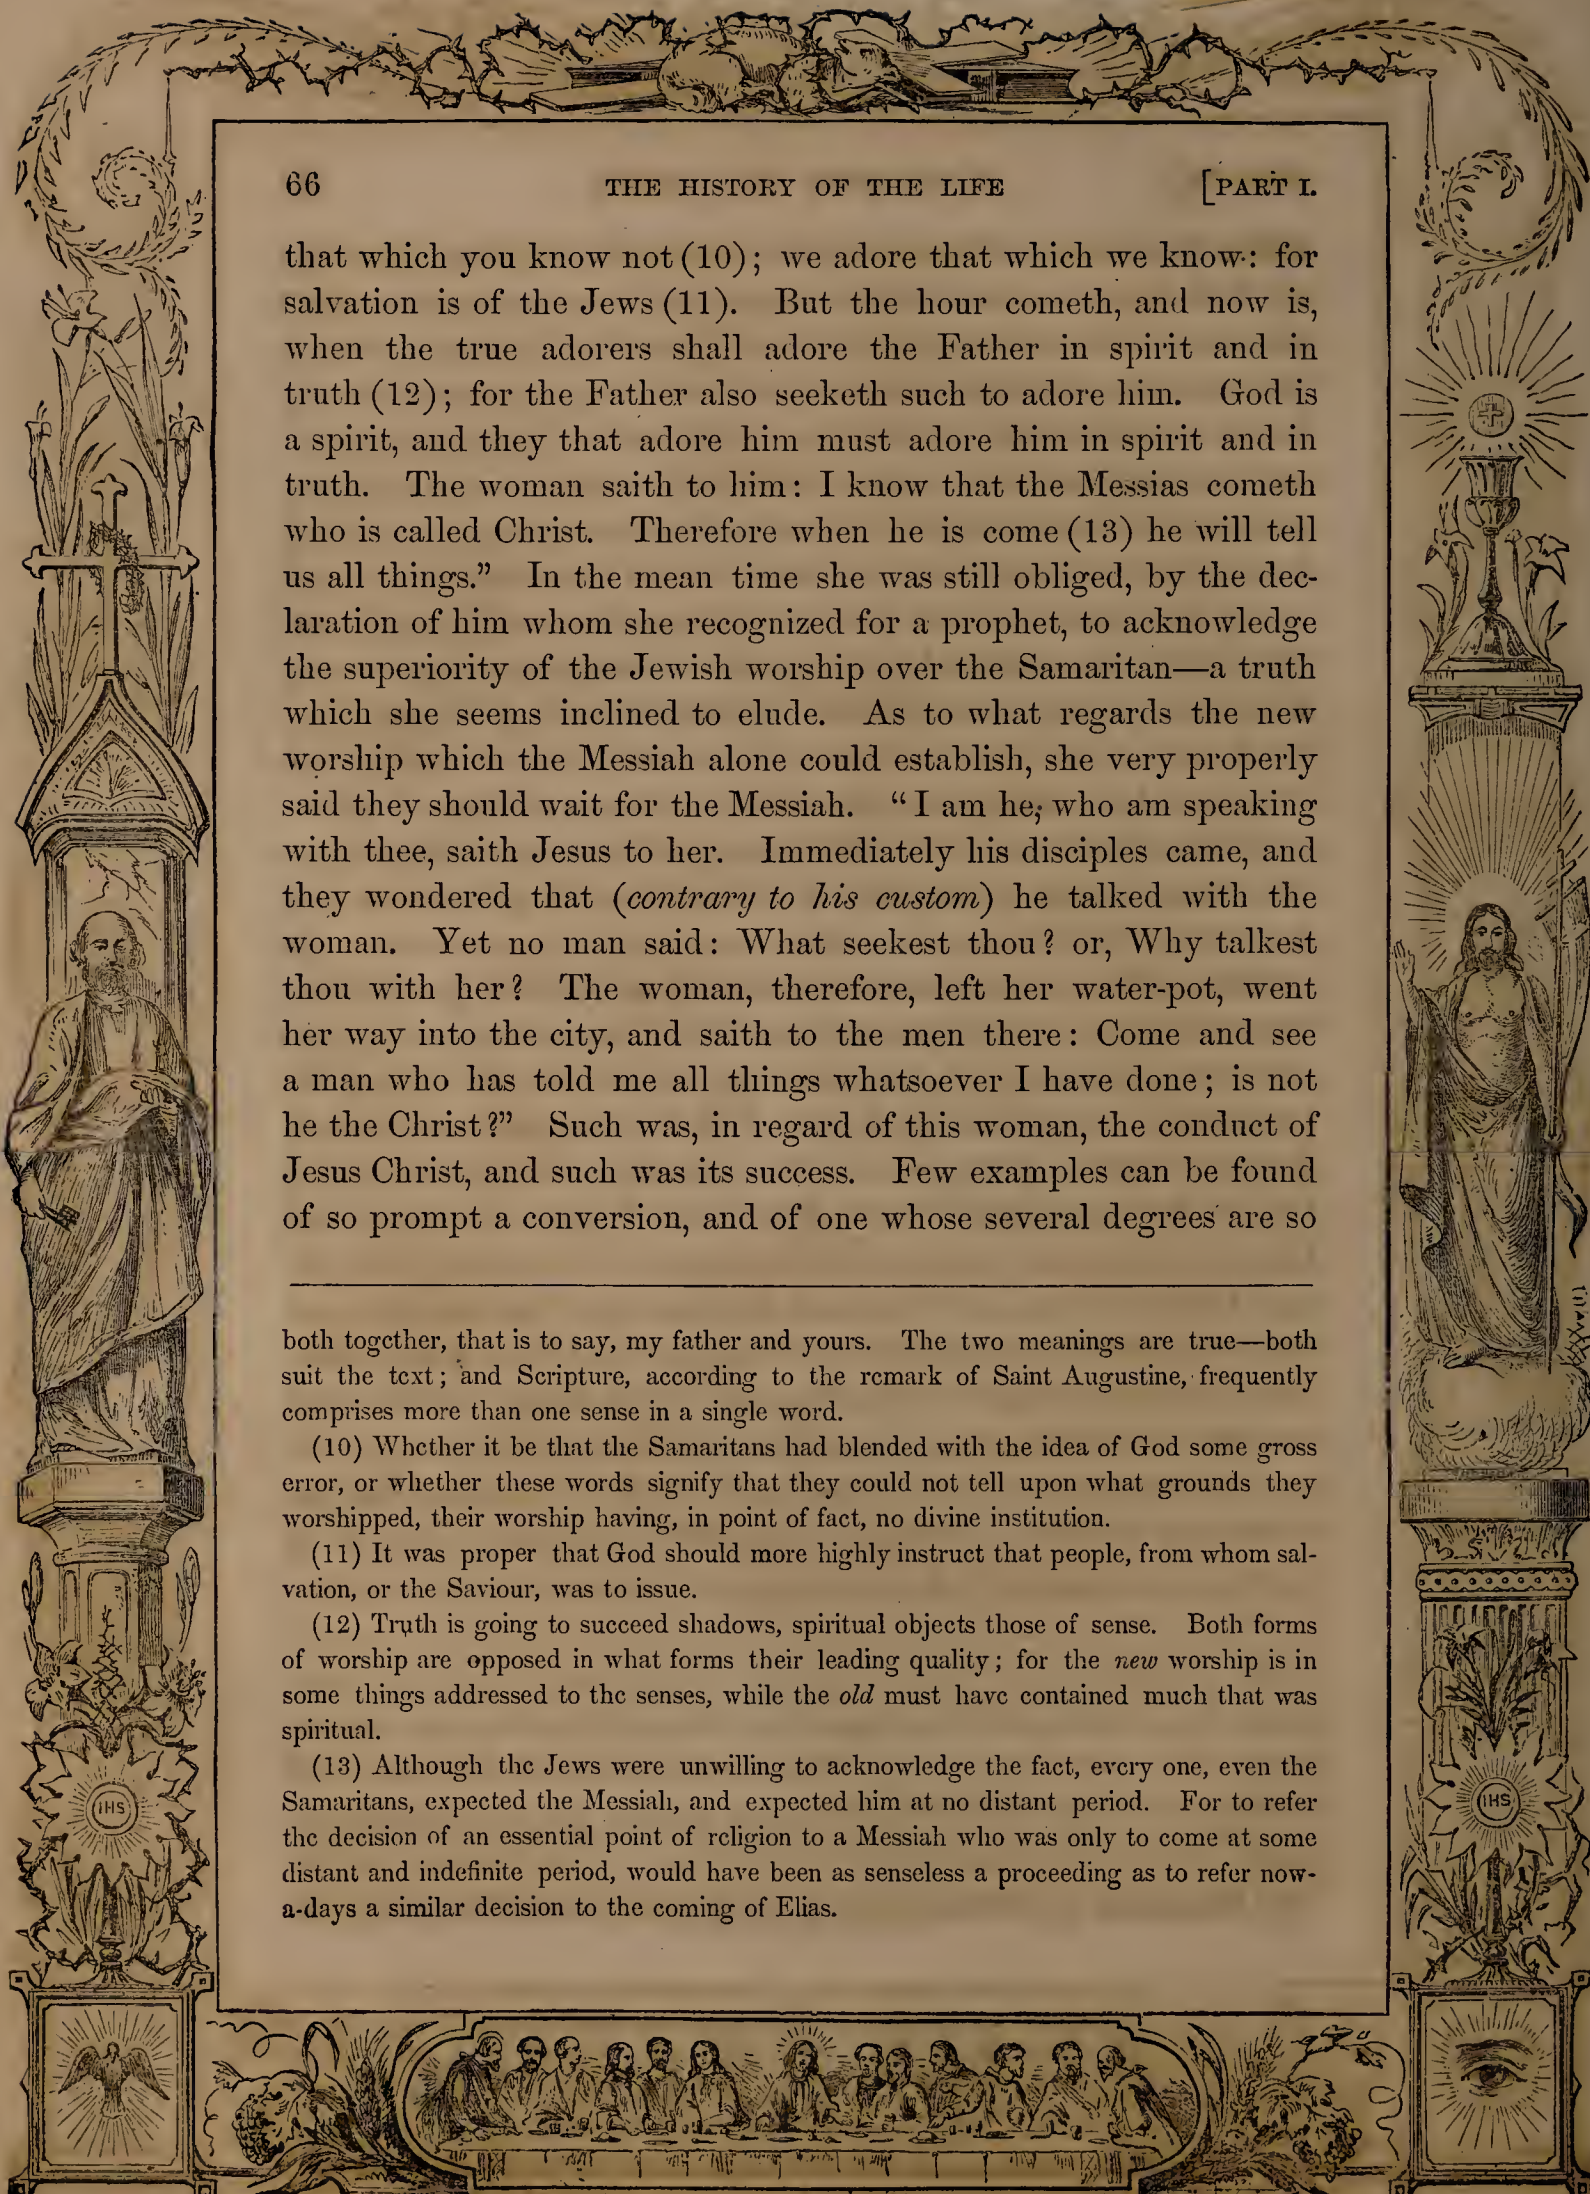 66 THE HISTORY OF THE LIFE [PART I.
that which you know not (10); we adore that which we know: for
salvation is of the Jews (11). But the hour cometh, and now is,
when the true adorers shall adore the Father in spirit and in
truth (12); for the Father also seeketh such to adore him. God is
a spirit, and they that adore him must adore him in spirit and in
truth. The woman saith to him: I know that the Messias cometh
who is called Christ. Therefore when he is come (13) he will tell
us all things.” In the mean time she was still obliged, by the dec-
laration of him whom she recognized for a prophet, to acknowledge
the superiority of the Jewish worship over the Samaritan—a truth
which she seems inclined to elude. As to what regards the new
worship which the Messiah alone could establish, she very properly
said they should wait for the Messiah. “I am he, who am speaking
with thee, saith Jesus to her. Immediately his disciples came, and
they wondered that (contrary to his custom) he talked with the
woman. Yet no man said: What seekest thou? or, Why talkest
thou with her? The woman, therefore, left her water-pot, went
her way into the city, and saith to the men there: Come and see
a man who has told me all things whatsoever I have done; is not
he the Christ?” Such was, in regard of this woman, the conduct of
Jesus Christ, and such was its success. Few examples can be found
of so prompt a conversion, and of one whose several degrees are so
both together, that is to say, my father and yours. The two meanings are true—both
suit the text; and Scripture, according to the remark of Saint Augustine, frequently
comprises more than one sense in a single word.
(10) Whether it be that the Samaritans had blended with the idea of God some gross
error, or whether these words signify that they could not tell upon what grounds they
worshipped, their worship having, in point of fact, no divine institution.
(11) It was proper that God should more highly instruct that people, from whom sal-
vation, or the Saviour, was to issue.
(12) Truth is going to succeed shadows, spiritual objects those of sense. Both forms
of worship are opposed in what forms their leading quality; for the new worship is in
some things addressed to the senses, while the old must have contained much that was
spiritual.
(13) Although the Jews were unwilling to acknowledge the fact, every one, even the
Samaritans, expected the Messiah, and expected him at no distant period. For to refer
the decision of an essential point of religion to a Messiah who was only to come at some
distant and indefinite period, would have been as senseless a proceeding as to refer now-
a-days a similar decision to the coming of Elias.
IHS
IHS